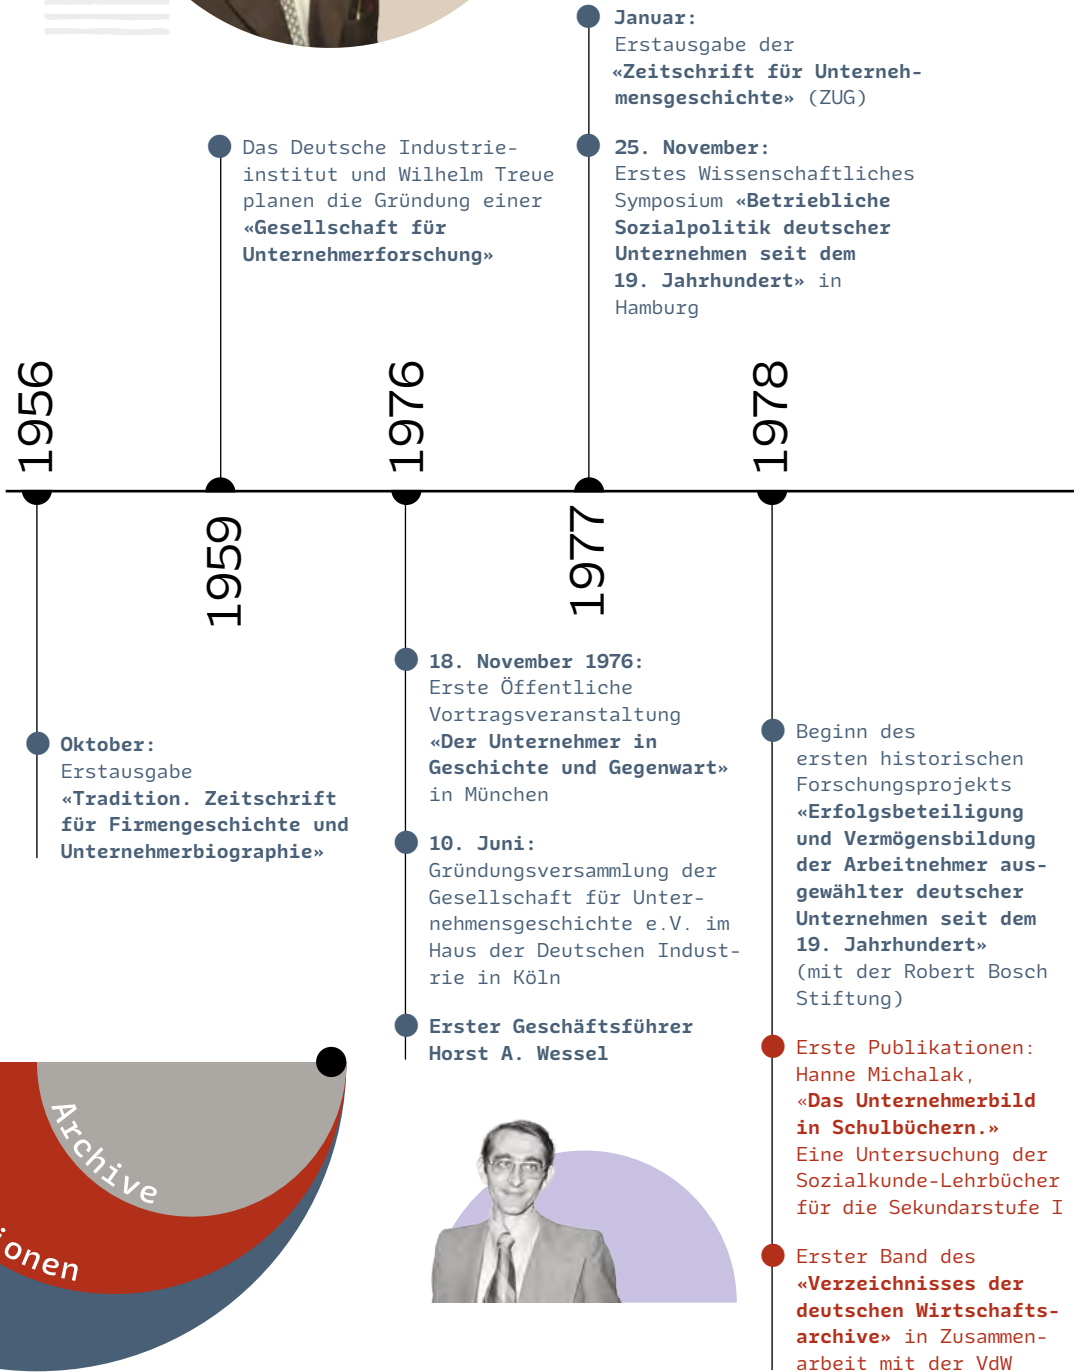 Januar:
Erstausgabe der
«Zeitschrift für Unterneh-
mensgeschichte» (ZUG)
25. November:
Erstes Wissenschaftliches
Symposium «Betriebliche
Sozialpolitik deutscher
Unternehmen seit dem
19. Jahrhundert» in
Hamburg
Das Deutsche Industrie-
institut und Wilhelm Treue
planen die Gründung einer
«Gesellschaft für
Unternehmerforschung»
1956
1976
1978
1959
1977
Oktober:
Erstausgabe
«Tradition. Zeitschrift
für Firmengeschichte und
Unternehmerbiographie»
18. November 1976:
Erste Öffentliche
Vortragsveranstaltung
«Der Unternehmer in
Geschichte und Gegenwart»
in München
10. Juni:
Gründungsversammlung der
Gesellschaft für Unter-
nehmensgeschichte e.V. im
Haus der Deutschen Indust-
rie in Köln
Erster Geschäftsführer
Horst A. Wessel
Beginn des
ersten historischen
Forschungsprojekts
«Erfolgsbeteiligung
und Vermögensbildung
der Arbeitnehmer aus-
gewählter deutscher
Unternehmen seit dem
19. Jahrhundert»
(mit der Robert Bosch
Stiftung)
Erste Publikationen:
Hanne Michalak,
«Das Unternehmerbild
in Schulbüchern.»
Eine Untersuchung der
Sozialkunde-Lehrbücher
für die Sekundarstufe I
Erster Band des
«Verzeichnisses der
deutschen Wirtschafts-
archive» in Zusammen-
arbeit mit der VdW
Archive
ionen